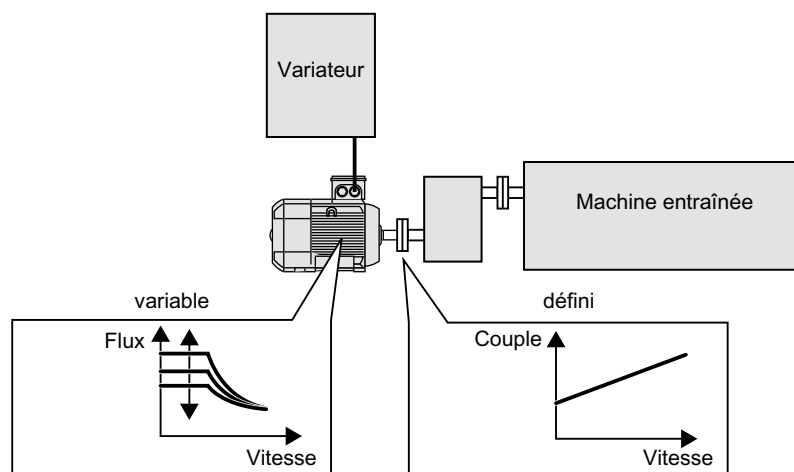 Variateur
Machine entraînée
variable
défini
Flux
Couple
Vitesse
Vitesse